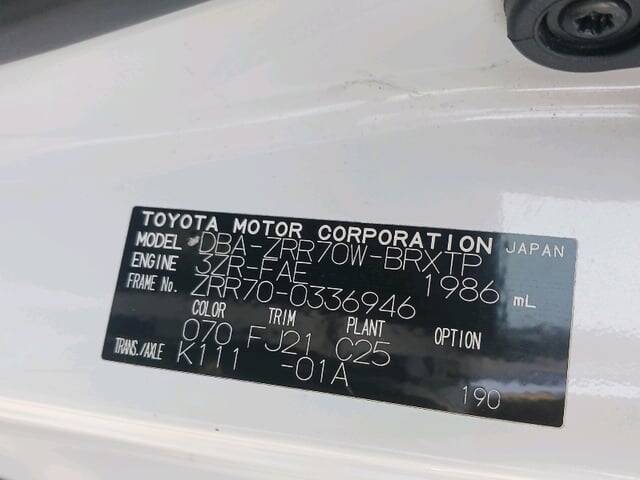 TOYOTA MOTOR CORPORATION JAPAN
MODEL DBA-ZRR70W-BRXTP
ENGINE 3ZR-FAE 1986 mL
FRAME No. ZRR70-0336946
COLOR TRIM PLANT OPTION
070 FJ21 C25
TRANS./AXLE K111 -01A 190